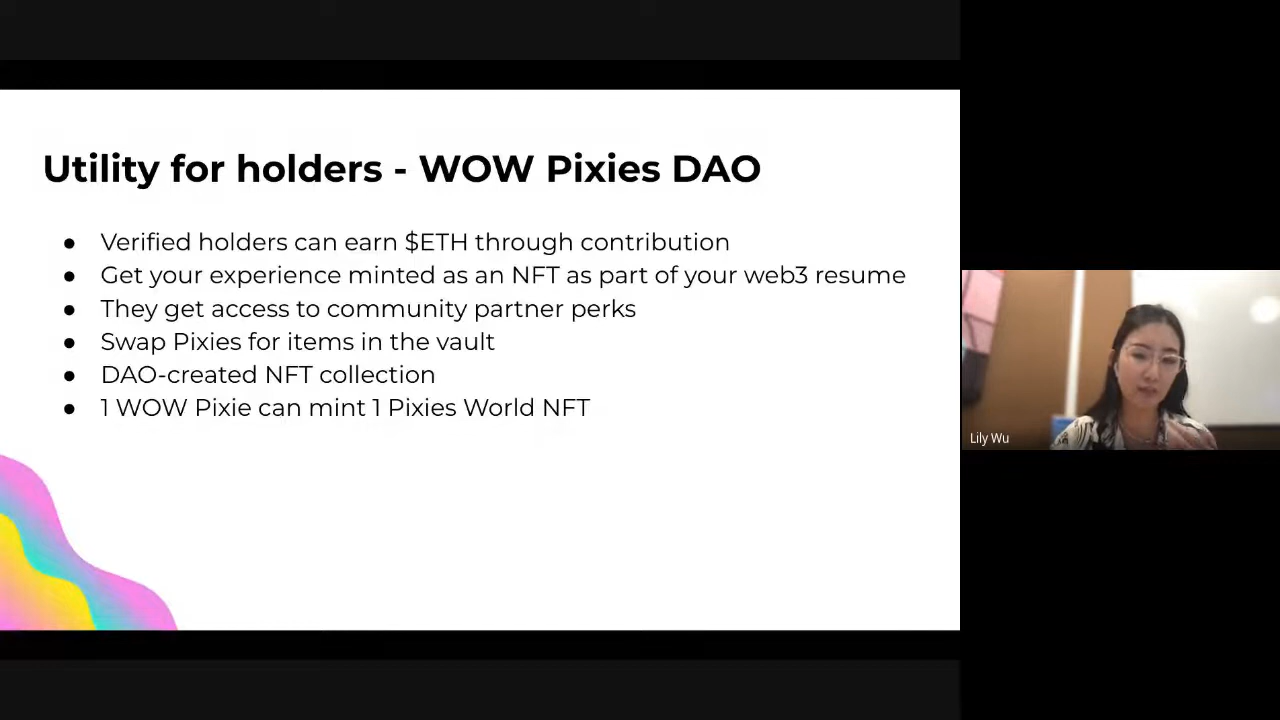 Utility for holders - WOW Pixies DAO
● Verified holders can earn $ETH through contribution
● Get your experience minted as an NFT as part of your web3 resume
● They get access to community partner perks
● Swap Pixies for items in the vault
● DAO-created NFT collection
● 1 WOW Pixie can mint 1 Pixies World NFT
Lily Wu